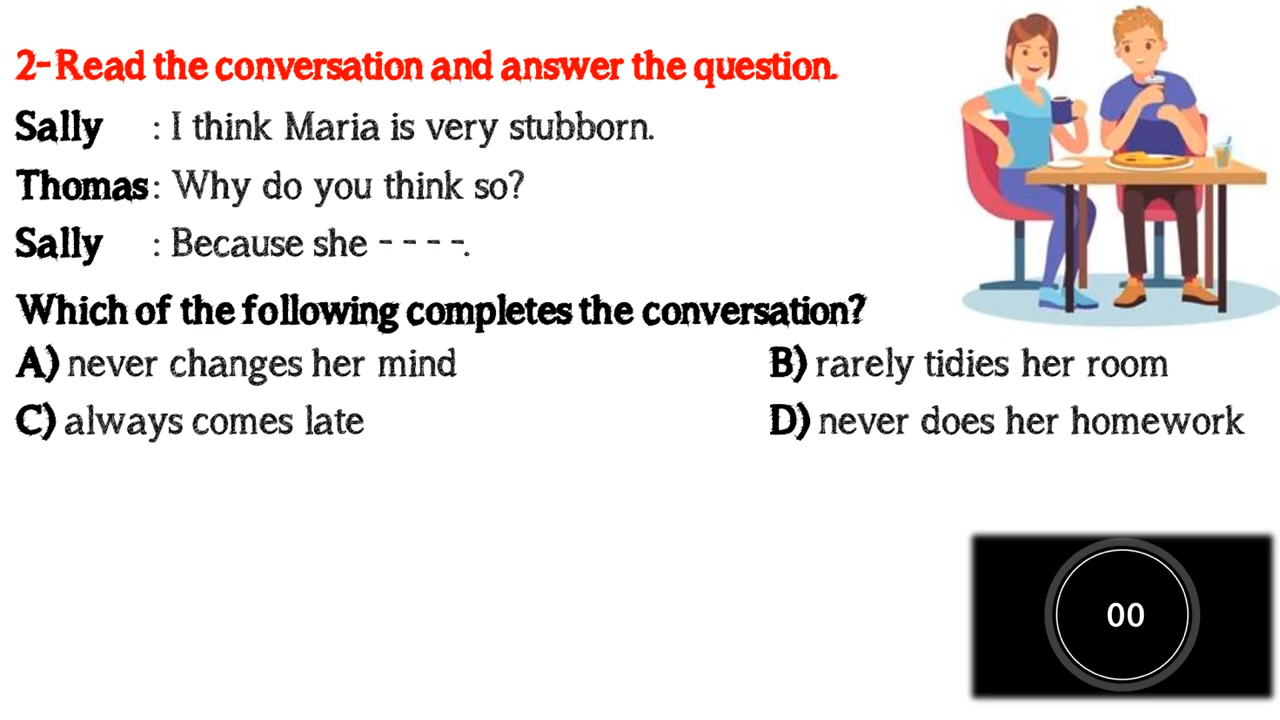 2- Read the conversation and answer the question.
Sally : I think Maria is very stubborn.
Thomas : Why do you think so?
Sally : Because she - - - -.
Which of the following completes the conversation?
A) never changes her mind B) rarely tidies her room
C) always comes late D) never does her homework
00